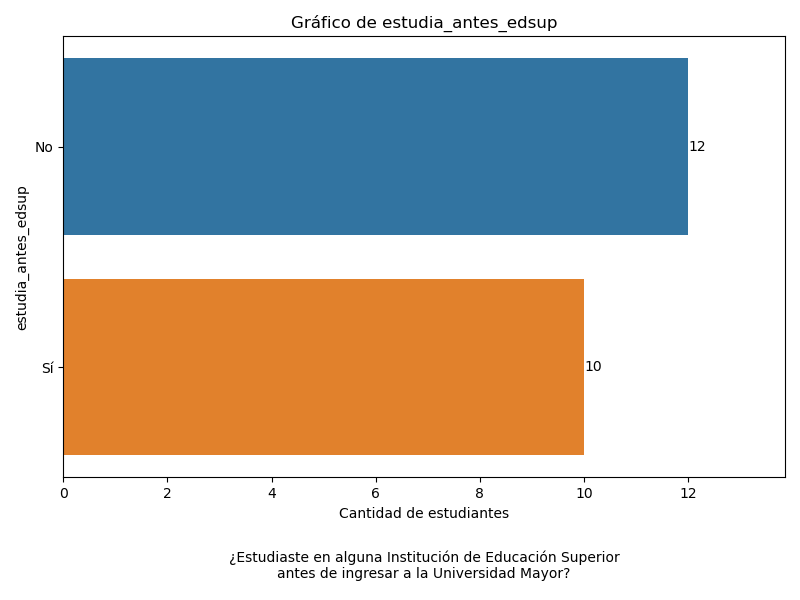 Gráfico de estudia_antes_edsup
estudia_antes_edsup
No
12
Sí
10
0 2 4 6 8 10 12
Cantidad de estudiantes
¿Estudiaste en alguna Institución de Educación Superior
antes de ingresar a la Universidad Mayor?